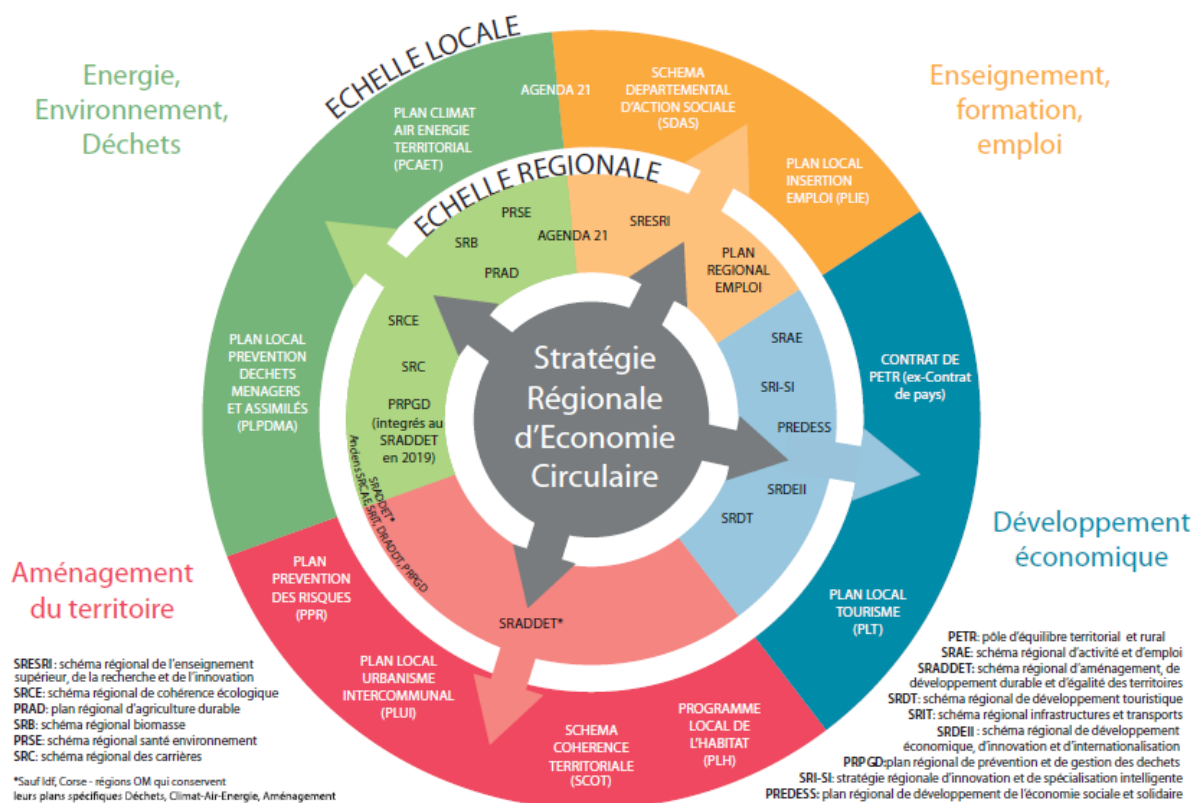 Energie,
Environnement,
Déchets
ECHELLE LOCALE
Enseignement,
formation,
emploi
AGENDA 21
SCHEMA
DEPARTEMENTAL
D'ACTION SOCIALE
(SDAS)
PLAN CLIMAT
AIR ENERGIE
TERRITORIAL
(PCAET)
PLAN LOCAL
INSERTION
EMPLOI (PLIE)
ECHELLE REGIONALE
PRSE
SRB
AGENDA 21
PRAD
SRESRI
PLAN
REGIONAL
EMPLOI
SRCE
SRC
PRPGD
(integrés au
SRADDET
en 2019)
SRADDET*
Anciens SRCAE, SRIT, DRADDT, PRPGD
PLAN LOCAL
PREVENTION
DECHETS
MENAGERS
ET ASSIMILÉS
(PLPDMA)
Stratégie
Régionale
d'Economie
Circulaire
SRAE
SRI-SI
PREDESS
SRDEII
SRDT
CONTRAT DE
PETR (ex-Contrat
de pays)
Développement
économique
PLAN LOCAL
TOURISME
(PLT)
Aménagement
du territoire
PLAN
PREVENTION
DES RISQUES
(PPR)
SRADDET*
PLAN LOCAL
URBANISME
INTERCOMMUNAL
(PLUI)
SCHEMA
COHERENCE
TERRITORIALE
(SCOT)
PROGRAMME
LOCAL DE
L'HABITAT
(PLH)
SRESRI : schéma régional de l'enseignement
supérieur, de la recherche et de l'innovation
SRCE: schéma régional de cohérence écologique
PRAD: plan régional d'agriculture durable
SRB: schéma régional biomasse
PRSE: schéma régional santé environnement
SRC: schéma régional des carrières
*Sauf Idf, Corse - régions OM qui conservent
leurs plans spécifiques Déchets, Climat-Air-Energie, Aménagement
PETR: pôle d'équilibre territorial et rural
SRAE: schéma régional d'activité et d'emploi
SRADDET: schéma régional d'aménagement, de
développement durable et d'égalité des territoires
SRDT: schéma régional de développement touristique
SRIT: schéma régional infrastructures et transports
SRDEII : schéma régional de développement
économique, d'innovation et d'internationalisation
PRPGD:plan régional de prévention et de gestion des dechets
SRI-SI: stratégie régionale d'innovation et de spécialisation intelligente
PREDESS: plan régional de développement de l'économie sociale et solidaire